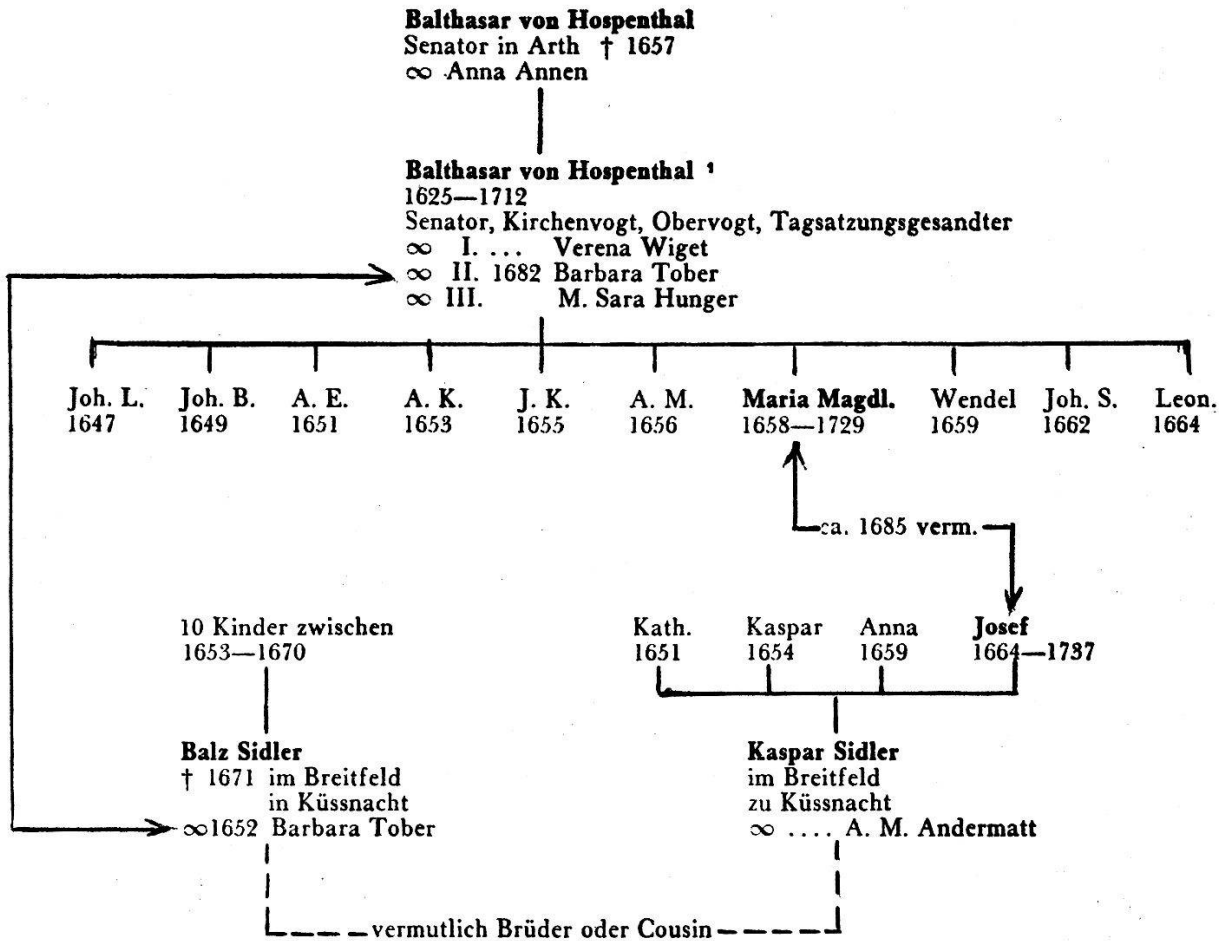 Balthasar von Hospenthal
Senator in Arth † 1657
∞ Anna Annen
Balthasar von Hospenthal ¹
1625—1712
Senator, Kirchenvogt, Obervogt, Tagsatzungsgesandter
∞ I. ... Verena Wiget
∞ II. 1682 Barbara Tober
∞ III. M. Sara Hunger
Joh. L. Joh. B. A. E. A. K. J. K. A. M. Maria Magdl. Wendel Joh. S. Leon.
1647 1649 1651 1653 1655 1656 1658—1729 1659 1662 1664
ca. 1685 verm.
10 Kinder zwischen
1653—1670
Kath. Kaspar Anna Josef
1651 1654 1659 1664—1737
Balz Sidler
† 1671 im Breitfeld
in Küssnacht
∞1652 Barbara Tober
Kaspar Sidler
im Breitfeld
zu Küssnacht
∞ .... A. M. Andermatt
vermutlich Brüder oder Cousin